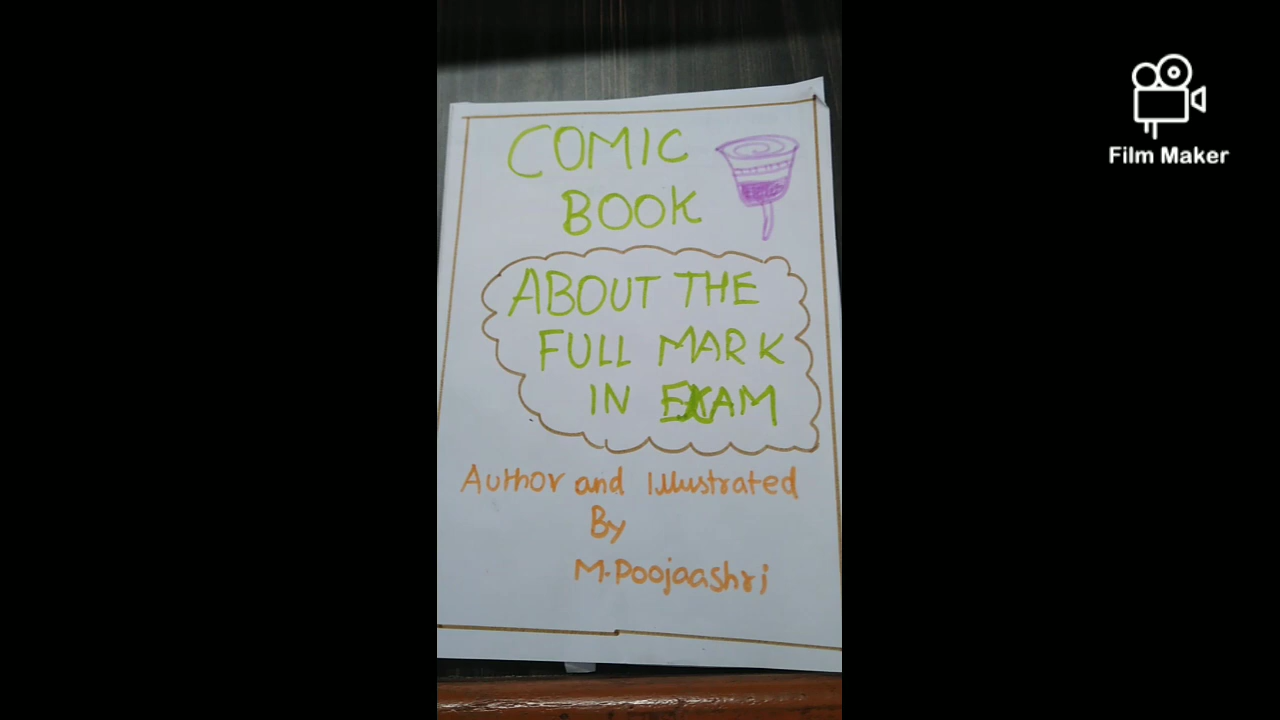 COMIC
BOOK
ABOUT THE
FULL MARK
IN EXAM
Author and Illustrated
By
M.Poojaashri
Film Maker